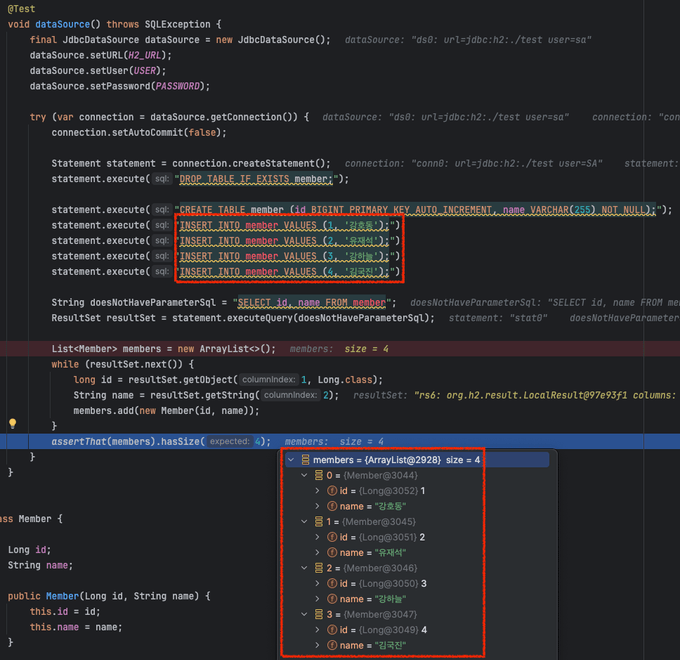 @Test
void dataSource() throws SQLException {
final JdbcDataSource dataSource = new JdbcDataSource(); dataSource: "ds0: url=jdbc:h2:./test user=sa"
dataSource.setURL(H2_URL);
dataSource.setUser(USER);
dataSource.setPassword(PASSWORD);
try (var connection = dataSource.getConnection()) { dataSource: "ds0: url=jdbc:h2:./test user=sa" connection: "con
connection.setAutoCommit(false);
Statement statement = connection.createStatement(); connection: "conn0: url=jdbc:h2:./test user=SA" statement:
statement.execute( sql: "DROP TABLE IF EXISTS member;");
statement.execute( sql: "CREATE TABLE member (id BIGINT PRIMARY KEY AUTO_INCREMENT, name VARCHAR(255) NOT NULL);");
statement.execute( sql: "INSERT INTO member VALUES (1, '강호동');")
statement.execute( sql: "INSERT INTO member VALUES (2, '유재석');")
statement.execute( sql: "INSERT INTO member VALUES (3, '강하늘');")
statement.execute( sql: "INSERT INTO member VALUES (4, '김국진');")
String doesNotHaveParameterSql = "SELECT id, name FROM member"; doesNotHaveParameterSql: "SELECT id, name FROM me
ResultSet resultSet = statement.executeQuery(doesNotHaveParameterSql); statement: "stat0" doesNotHaveParameter
List<Member> members = new ArrayList<>(); members: size = 4
while (resultSet.next()) {
long id = resultSet.getObject( columnIndex: 1, Long.class);
String name = resultSet.getString( columnIndex: 2); resultSet: "rs6: org.h2.result.LocalResult@97e93f1 columns:
members.add(new Member(id, name));
}
assertThat(members).hasSize( expected: 4); members: size = 4
}
}
members = {ArrayList@2928} size = 4
0 = {Member@3044}
id = {Long@3052} 1
name = "강호동"
1 = {Member@3045}
id = {Long@3051} 2
name = "유재석"
2 = {Member@3046}
id = {Long@3050} 3
name = "강하늘"
3 = {Member@3047}
id = {Long@3049} 4
name = "김국진"
ass Member {
Long id;
String name;
public Member(Long id, String name) {
this.id = id;
this.name = name;
}